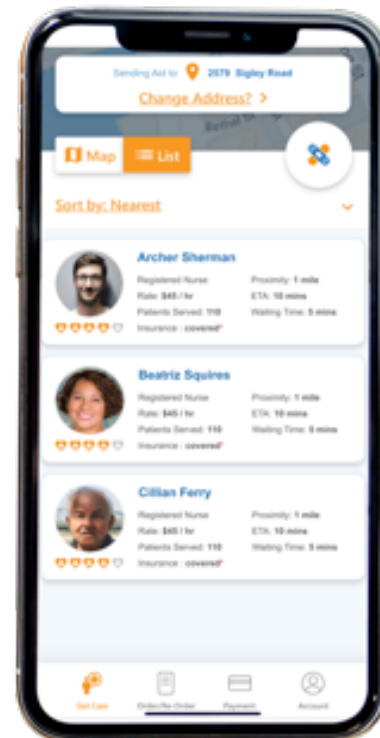 Sending Aid to 2579 Sigley Road
Change Address? >
Bethel
Map List
Sort by: Nearest
Archer Sherman
Registered Nurse Proximity: 1 mile
Rate: $45 / hr ETA: 10 mins
Patients Served: 110 Waiting Time: 5 mins
Insurance : covered*
Beatriz Squires
Registered Nurse Proximity: 1 mile
Rate: $45 / hr ETA: 10 mins
Patients Served: 110 Waiting Time: 5 mins
Insurance : covered*
Cillian Ferry
Registered Nurse Proximity: 1 mile
Rate: $45 / hr ETA: 10 mins
Patients Served: 110 Waiting Time: 5 mins
Insurance : covered*
Get Care Order/Re-Order Payment Account